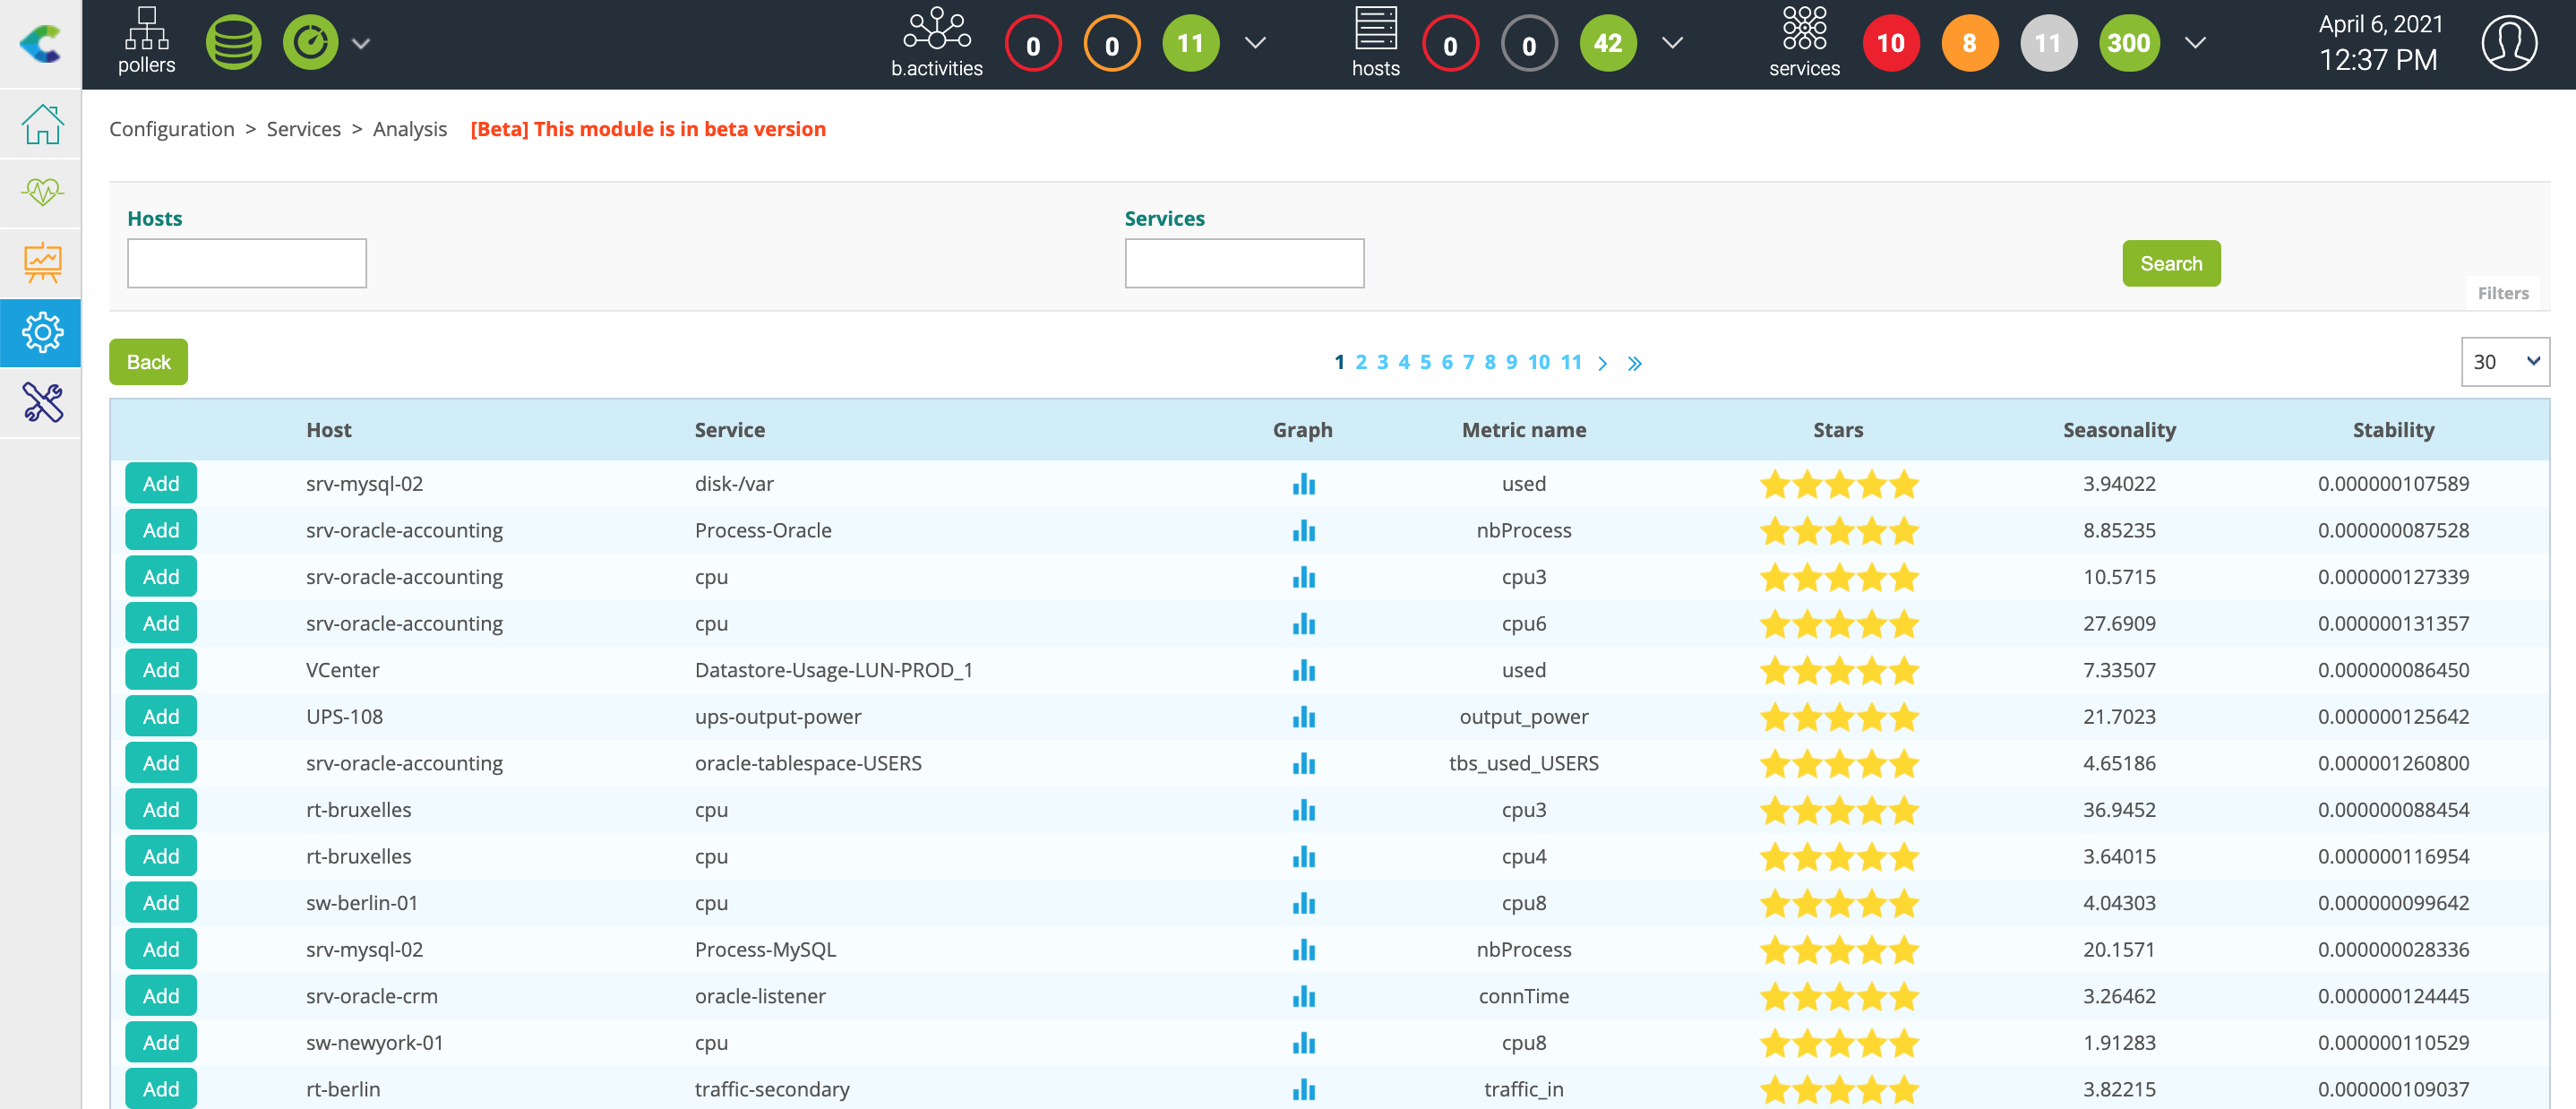 pollers
b.activities 0 0 11
hosts 0 0 42
services 10 8 11 300
April 6, 2021
12:37 PM
Configuration > Services > Analysis [Beta] This module is in beta version
Hosts Services
Search
Filters
Back 1 2 3 4 5 6 7 8 9 10 11 30
Host Service Graph Metric name Stars Seasonality Stability
Add srv-mysql-02 disk-/var used 3.94022 0.000000107589
Add srv-oracle-accounting Process-Oracle nbProcess 8.85235 0.000000087528
Add srv-oracle-accounting cpu cpu3 10.5715 0.000000127339
Add srv-oracle-accounting cpu cpu6 27.6909 0.000000131357
Add VCenter Datastore-Usage-LUN-PROD_1 used 7.33507 0.000000086450
Add UPS-108 ups-output-power output_power 21.7023 0.000000125642
Add srv-oracle-accounting oracle-tablespace-USERS tbs_used_USERS 4.65186 0.000001260800
Add rt-bruxelles cpu cpu3 36.9452 0.000000088454
Add rt-bruxelles cpu cpu4 3.64015 0.000000116954
Add sw-berlin-01 cpu cpu8 4.04303 0.000000099642
Add srv-mysql-02 Process-MySQL nbProcess 20.1571 0.000000028336
Add srv-oracle-crm oracle-listener connTime 3.26462 0.000000124445
Add sw-newyork-01 cpu cpu8 1.91283 0.000000110529
Add rt-berlin traffic-secondary traffic_in 3.82215 0.000000109037